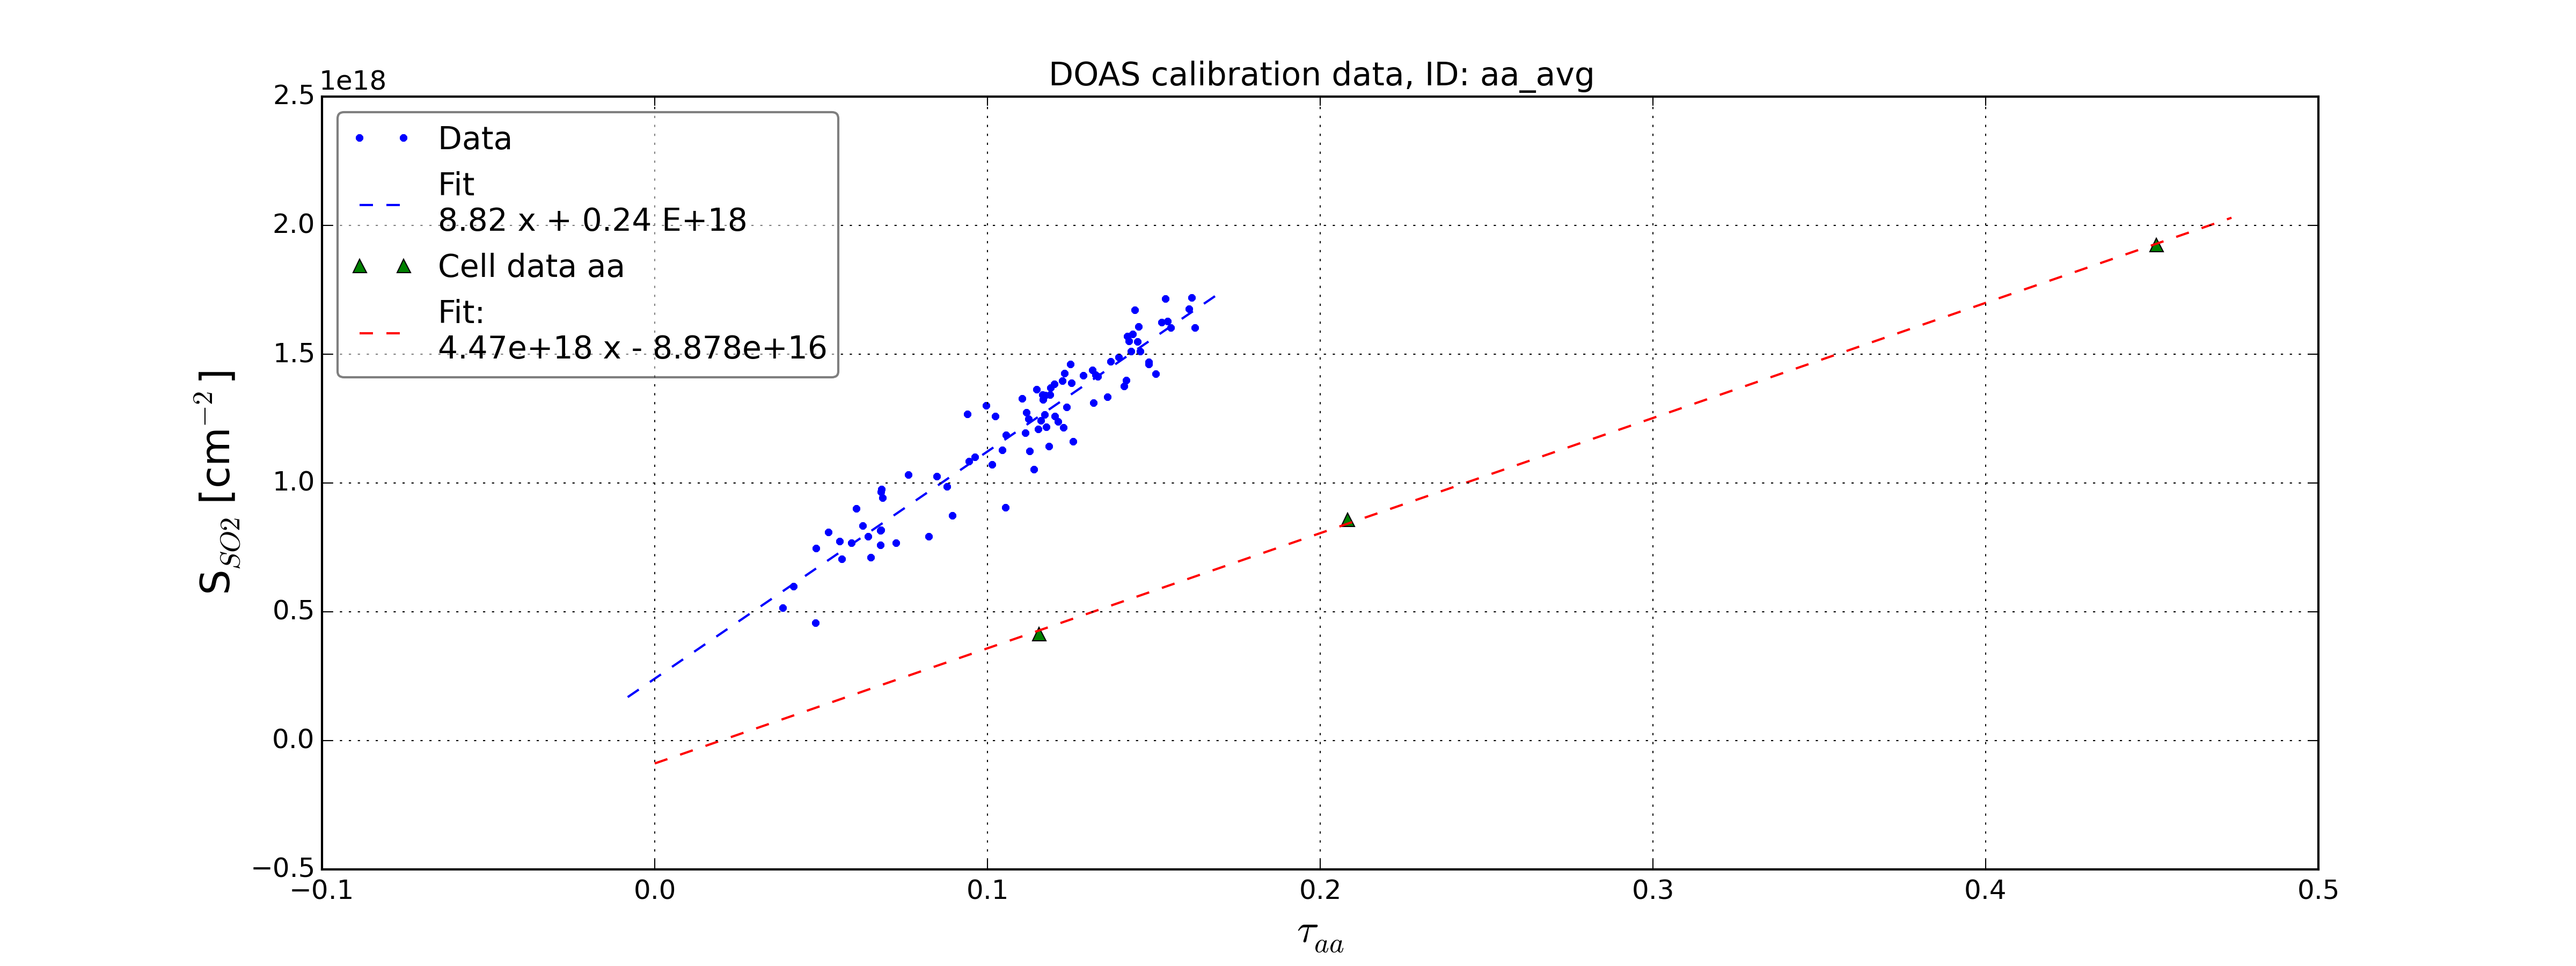 DOAS calibration data, ID: aa_avg
1e18
2.5
2.0
1.5
1.0
0.5
0.0
−0.5
S_{SO2} [cm^{−2}]
Data
Fit
8.82 x + 0.24 E+18
Cell data aa
Fit:
4.47e+18 x - 8.878e+16
−0.1 0.0 0.1 0.2 0.3 0.4 0.5
τ_{aa}